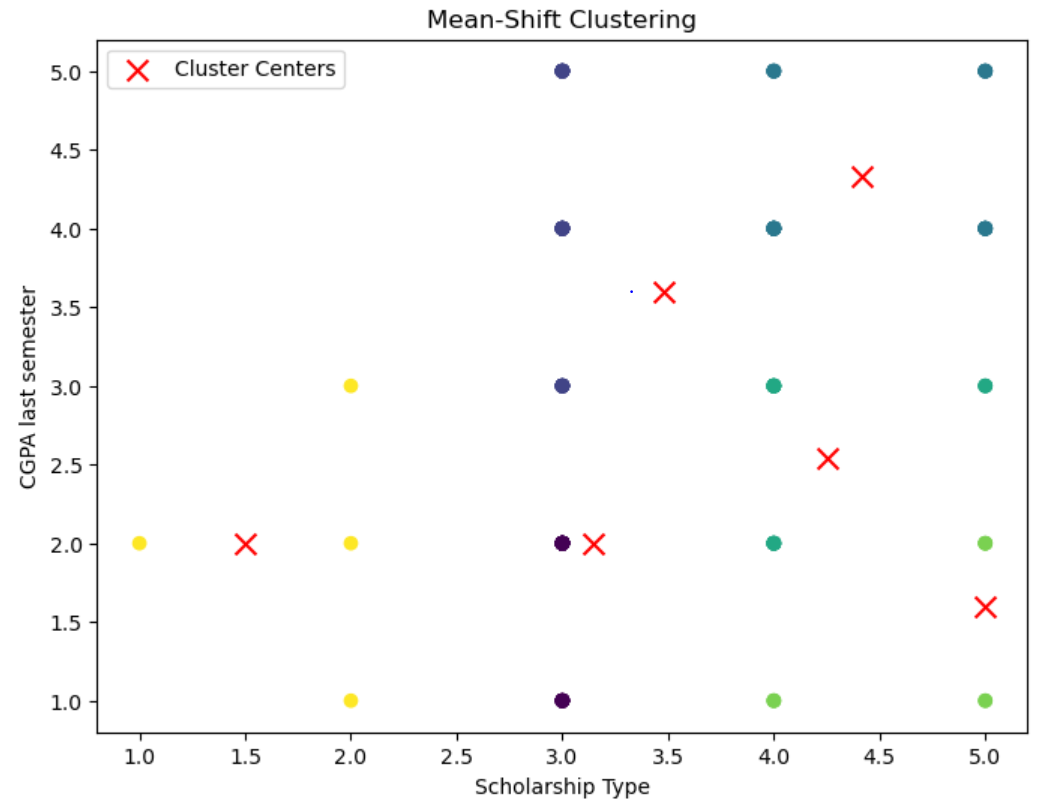 Mean-Shift Clustering
Cluster Centers
5.0
4.5
4.0
3.5
3.0
2.5
2.0
1.5
1.0
CGPA last semester
1.0 1.5 2.0 2.5 3.0 3.5 4.0 4.5 5.0
Scholarship Type